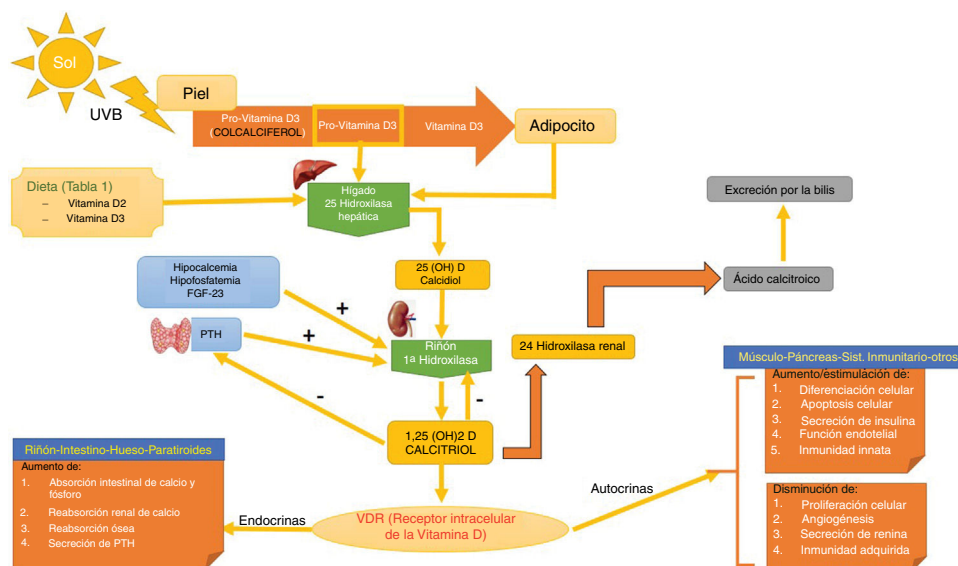 Sol
UVB
Piel
Pro-Vitamina D3
(COLCALCIFEROL)
Pro-Vitamina D3
Vitamina D3
Adipocito
Dieta (Tabla 1)
– Vitamina D2
– Vitamina D3
Hígado
25 Hidroxilasa
hepática
Excreción por la bilis
25 (OH) D
Calcidiol
Ácido calcitroico
Hipocalcemia
Hipofosfatemia
FGF-23
+
PTH
+
Riñón
1ª Hidroxilasa
24 Hidroxilasa renal
-
-
1,25 (OH)2 D
CALCITRIOL
Músculo-Páncreas-Sist. Inmunitario-otros
Aumento/estimulación de:
1. Diferenciación celular
2. Apoptosis celular
3. Secreción de insulina
4. Función endotelial
5. Inmunidad innata
Riñón-Intestino-Hueso-Paratiroides
Aumento de:
1. Absorción intestinal de calcio y
fósforo
2. Reabsorción renal de calcio
3. Reabsorción ósea
4. Secreción de PTH
Endocrinas
VDR (Receptor intracelular
de la Vitamina D)
Autocrinas
Disminución de:
1. Proliferación celular
2. Angiogénesis
3. Secreción de renina
4. Inmunidad adquirida